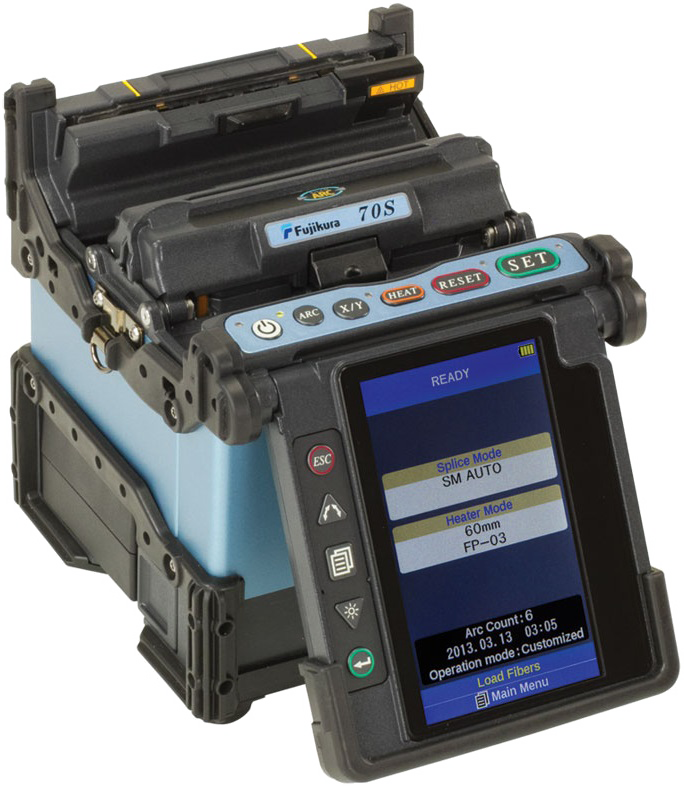 HOT
ARC
Fujikura 70S
ARC
X/Y
HEAT
RESET
SET
ESC
READY
Splice Mode
SM AUTO
Heater Mode
60mm
FP-03
Arc Count:6
2013.03.13 03:05
Operation mode:Customized
Load Fibers
Main Menu